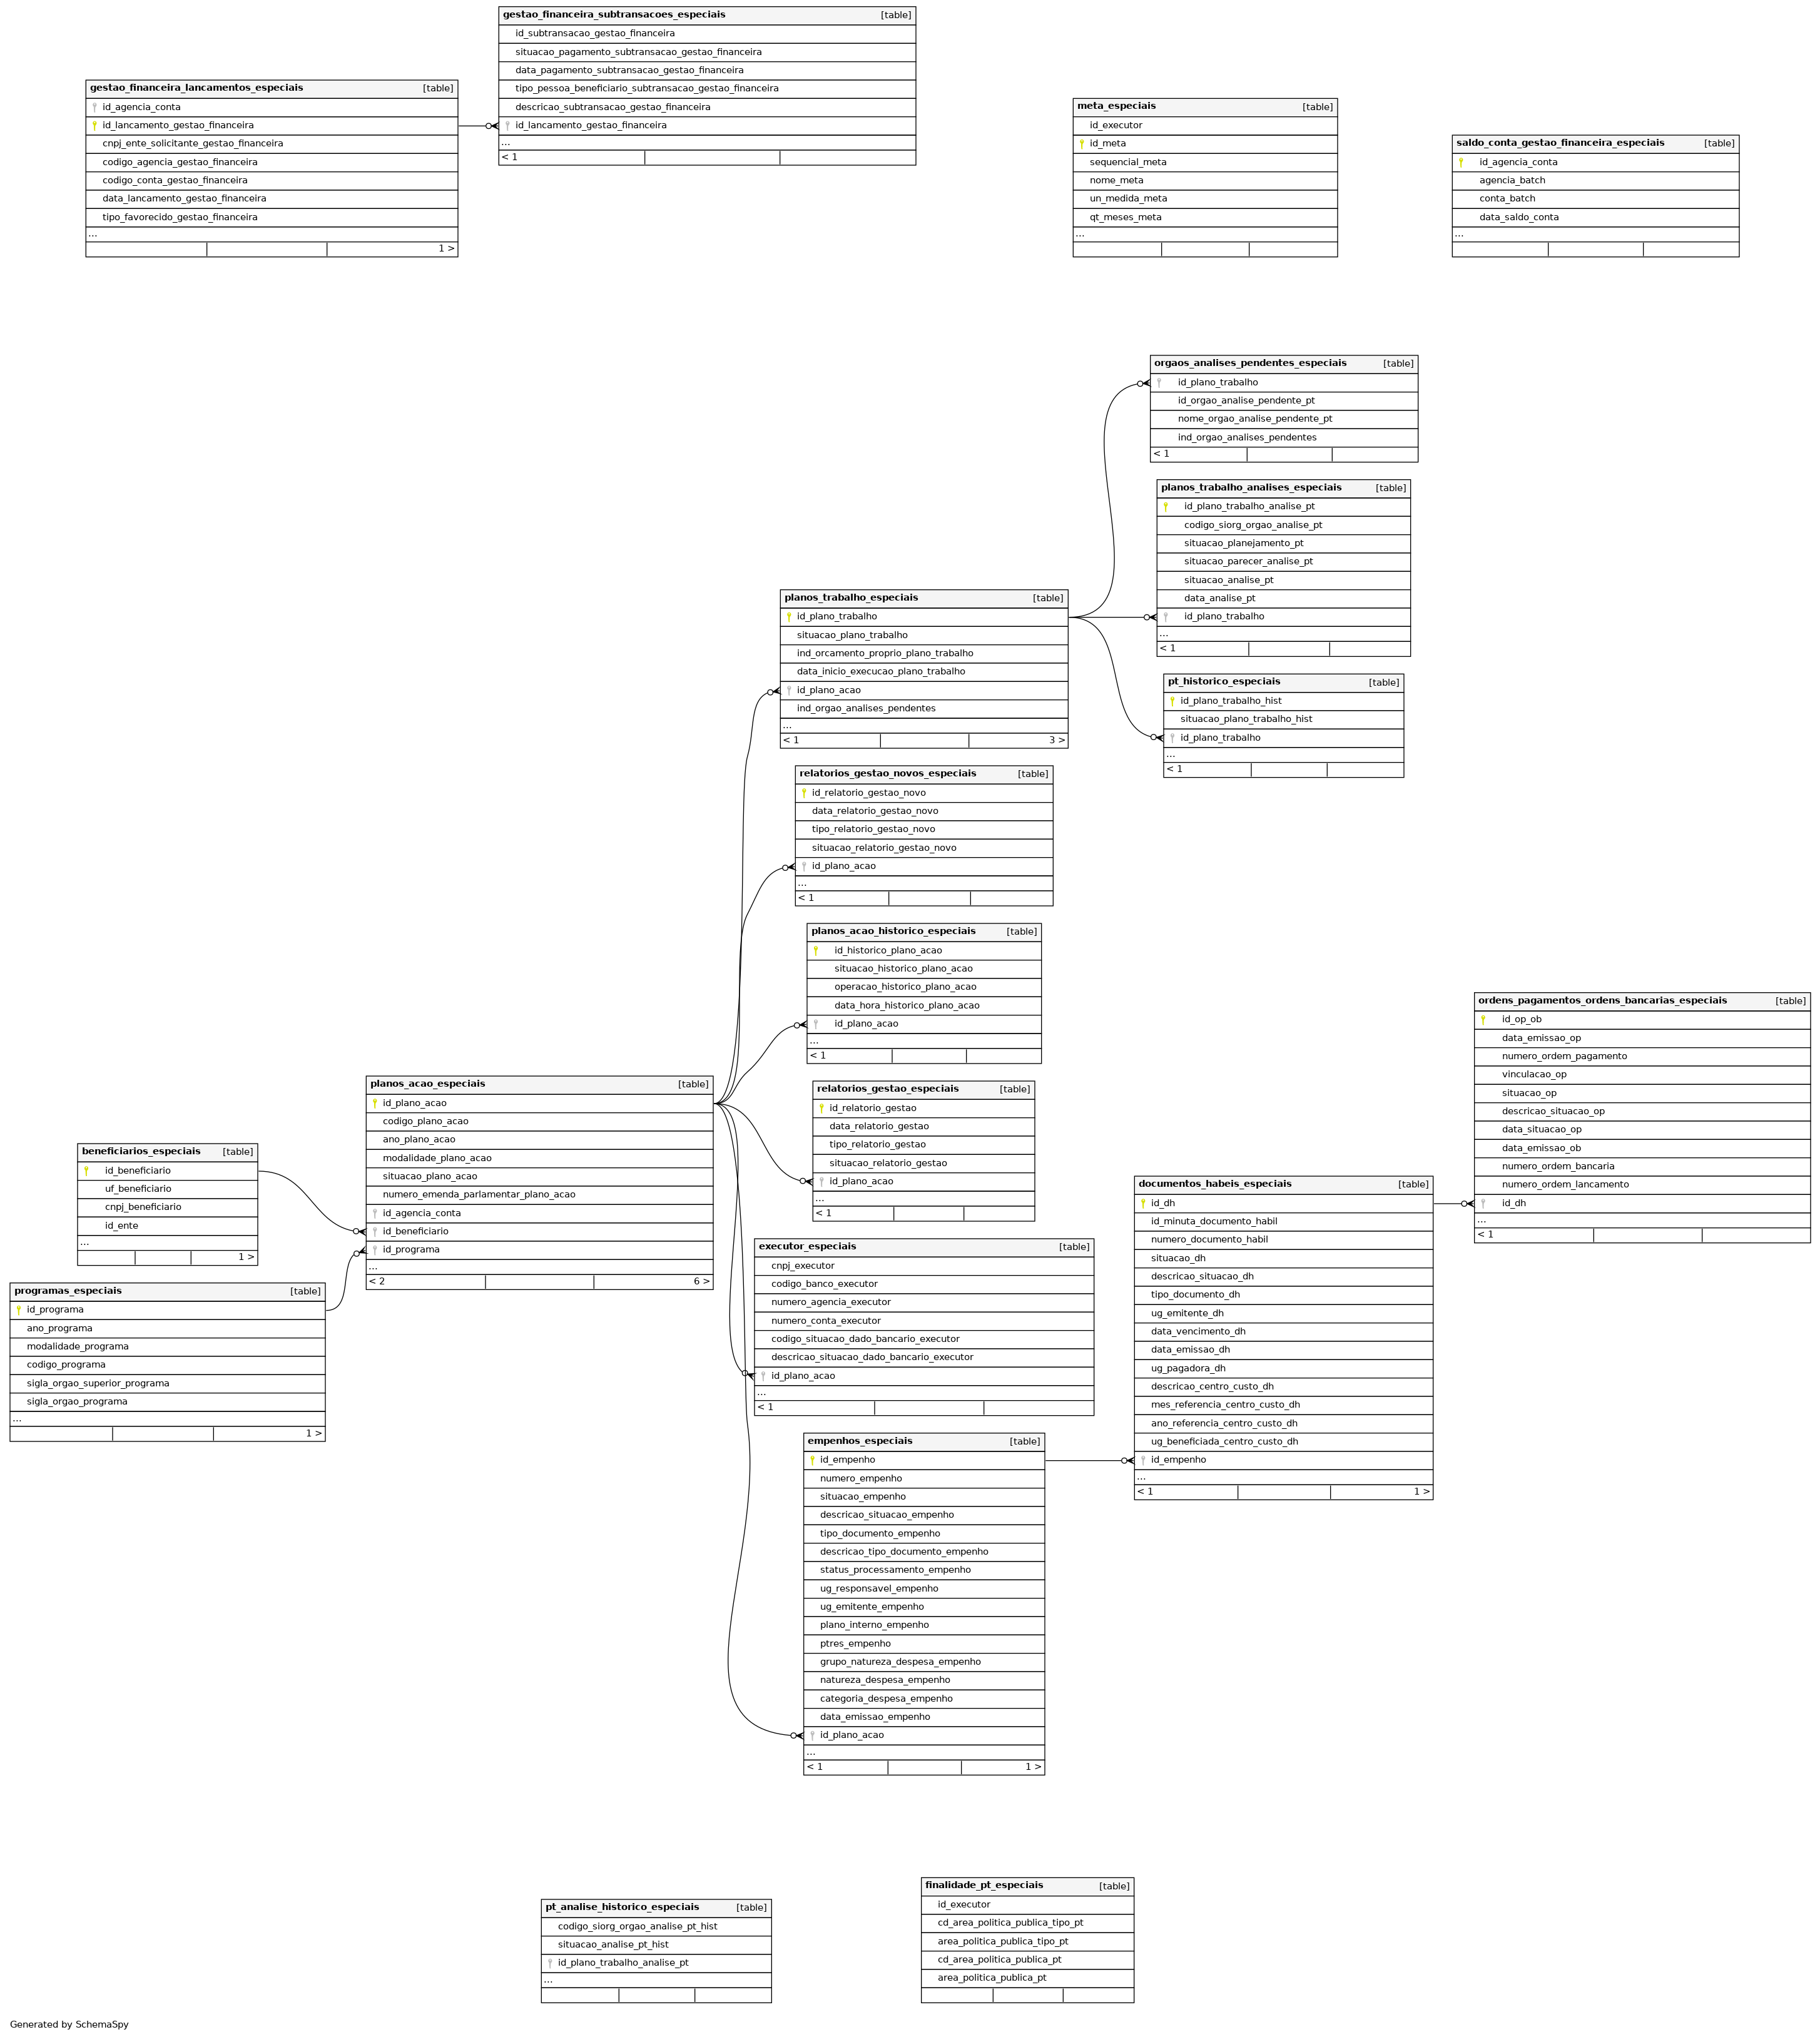 gestao_financeira_subtransacoes_especiais [table]
id_subtransacao_gestao_financeira
situacao_pagamento_subtransacao_gestao_financeira
data_pagamento_subtransacao_gestao_financeira
tipo_pessoa_beneficiario_subtransacao_gestao_financeira
descricao_subtransacao_gestao_financeira
id_lancamento_gestao_financeira
...
< 1
gestao_financeira_lancamentos_especiais [table]
id_agencia_conta
id_lancamento_gestao_financeira
cnpj_ente_solicitante_gestao_financeira
codigo_agencia_gestao_financeira
codigo_conta_gestao_financeira
data_lancamento_gestao_financeira
tipo_favorecido_gestao_financeira
...
1 >
meta_especiais [table]
id_executor
id_meta
sequencial_meta
nome_meta
un_medida_meta
qt_meses_meta
...
saldo_conta_gestao_financeira_especiais [table]
id_agencia_conta
agencia_batch
conta_batch
data_saldo_conta
...
orgaos_analises_pendentes_especiais [table]
id_plano_trabalho
id_orgao_analise_pendente_pt
nome_orgao_analise_pendente_pt
ind_orgao_analises_pendentes
< 1
planos_trabalho_analises_especiais [table]
id_plano_trabalho_analise_pt
codigo_siorg_orgao_analise_pt
situacao_planejamento_pt
situacao_parecer_analise_pt
situacao_analise_pt
data_analise_pt
id_plano_trabalho
...
< 1
planos_trabalho_especiais [table]
id_plano_trabalho
situacao_plano_trabalho
ind_orcamento_proprio_plano_trabalho
data_inicio_execucao_plano_trabalho
id_plano_acao
ind_orgao_analises_pendentes
...
< 1 3 >
pt_historico_especiais [table]
id_plano_trabalho_hist
situacao_plano_trabalho_hist
id_plano_trabalho
...
< 1
relatorios_gestao_novos_especiais [table]
id_relatorio_gestao_novo
data_relatorio_gestao_novo
tipo_relatorio_gestao_novo
situacao_relatorio_gestao_novo
id_plano_acao
...
< 1
planos_acao_historico_especiais [table]
id_historico_plano_acao
situacao_historico_plano_acao
operacao_historico_plano_acao
data_hora_historico_plano_acao
id_plano_acao
...
< 1
ordens_pagamentos_ordens_bancarias_especiais [table]
id_op_ob
data_emissao_op
numero_ordem_pagamento
vinculacao_op
situacao_op
descricao_situacao_op
data_situacao_op
data_emissao_ob
numero_ordem_bancaria
numero_ordem_lancamento
id_dh
...
< 1
planos_acao_especiais [table]
id_plano_acao
codigo_plano_acao
ano_plano_acao
modalidade_plano_acao
situacao_plano_acao
numero_emenda_parlamentar_plano_acao
id_agencia_conta
id_beneficiario
id_programa
...
< 2 6 >
relatorios_gestao_especiais [table]
id_relatorio_gestao
data_relatorio_gestao
tipo_relatorio_gestao
situacao_relatorio_gestao
id_plano_acao
...
< 1
beneficiarios_especiais [table]
id_beneficiario
uf_beneficiario
cnpj_beneficiario
id_ente
...
1 >
documentos_habeis_especiais [table]
id_dh
id_minuta_documento_habil
numero_documento_habil
situacao_dh
descricao_situacao_dh
tipo_documento_dh
ug_emitente_dh
data_vencimento_dh
data_emissao_dh
ug_pagadora_dh
descricao_centro_custo_dh
mes_referencia_centro_custo_dh
ano_referencia_centro_custo_dh
ug_beneficiada_centro_custo_dh
id_empenho
...
< 1 1 >
executor_especiais [table]
cnpj_executor
codigo_banco_executor
numero_agencia_executor
numero_conta_executor
codigo_situacao_dado_bancario_executor
descricao_situacao_dado_bancario_executor
id_plano_acao
...
< 1
programas_especiais [table]
id_programa
ano_programa
modalidade_programa
codigo_programa
sigla_orgao_superior_programa
sigla_orgao_programa
...
1 >
empenhos_especiais [table]
id_empenho
numero_empenho
situacao_empenho
descricao_situacao_empenho
tipo_documento_empenho
descricao_tipo_documento_empenho
status_processamento_empenho
ug_responsavel_empenho
ug_emitente_empenho
plano_interno_empenho
ptres_empenho
grupo_natureza_despesa_empenho
natureza_despesa_empenho
categoria_despesa_empenho
data_emissao_empenho
id_plano_acao
...
< 1 1 >
finalidade_pt_especiais [table]
id_executor
cd_area_politica_publica_tipo_pt
area_politica_publica_tipo_pt
cd_area_politica_publica_pt
area_politica_publica_pt
pt_analise_historico_especiais [table]
codigo_siorg_orgao_analise_pt_hist
situacao_analise_pt_hist
id_plano_trabalho_analise_pt
...
Generated by SchemaSpy